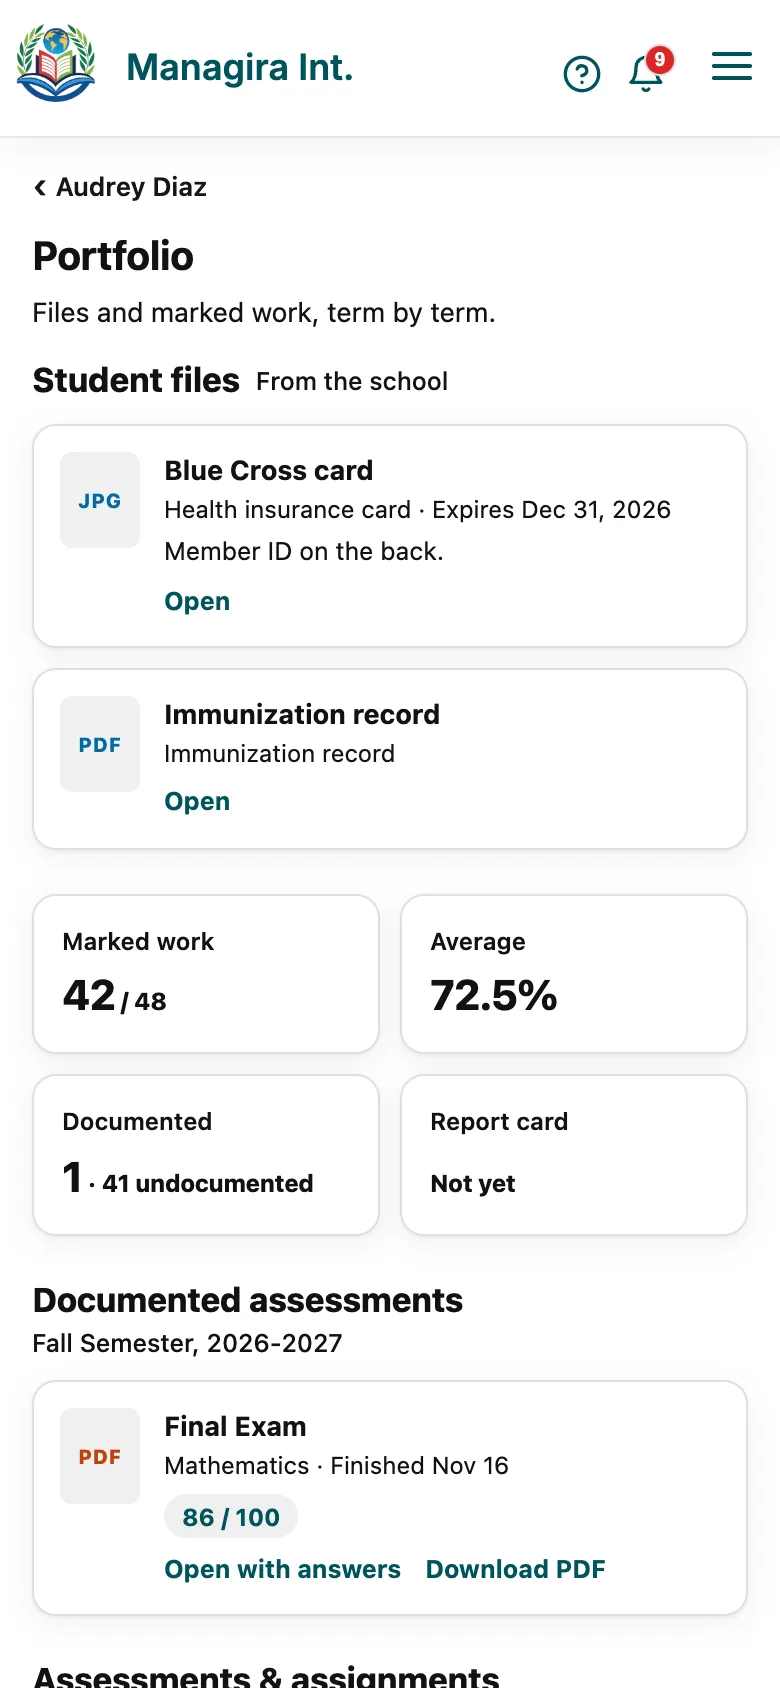 Managira Int.
9
‹ Audrey Diaz
Portfolio
Files and marked work, term by term.
Student files From the school
JPG
Blue Cross card
Health insurance card · Expires Dec 31, 2026
Member ID on the back.
Open
PDF
Immunization record
Immunization record
Open
Marked work
42 / 48
Average
72.5%
Documented
1 · 41 undocumented
Report card
Not yet
Documented assessments
Fall Semester, 2026-2027
PDF
Final Exam
Mathematics · Finished Nov 16
86 / 100
Open with answers Download PDF
Assessments & assignments